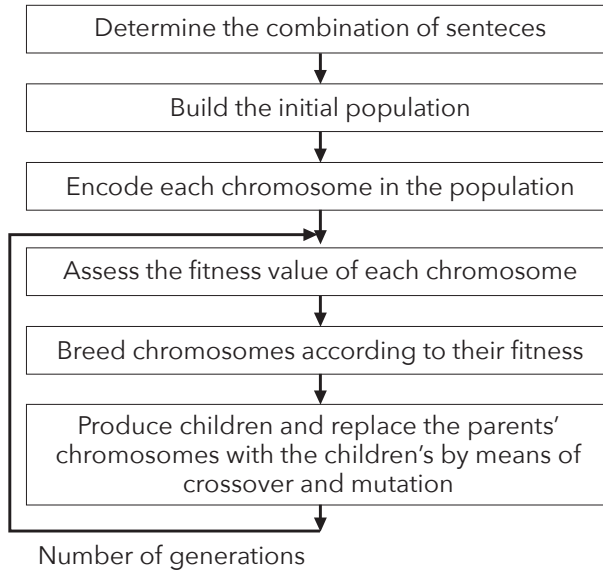 Determine the combination of senteces
Build the initial population
Encode each chromosome in the population
Assess the fitness value of each chromosome
Breed chromosomes according to their fitness
Produce children and replace the parents’
chromosomes with the children’s by means of
crossover and mutation
Number of generations